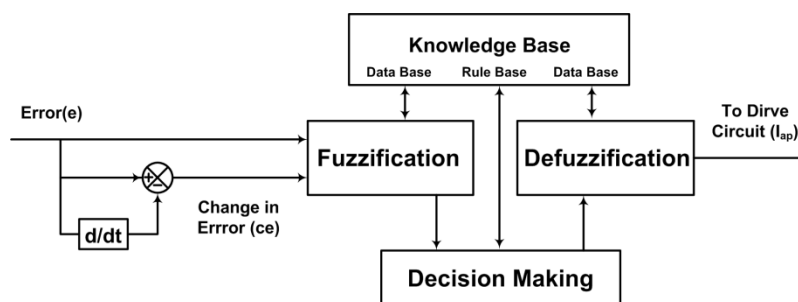 Knowledge Base
Data Base Rule Base Data Base
Error(e)
To Dirve
Circuit (Iap)
Fuzzification
Defuzzification
+
−
Change in
Errror (ce)
d/dt
Decision Making